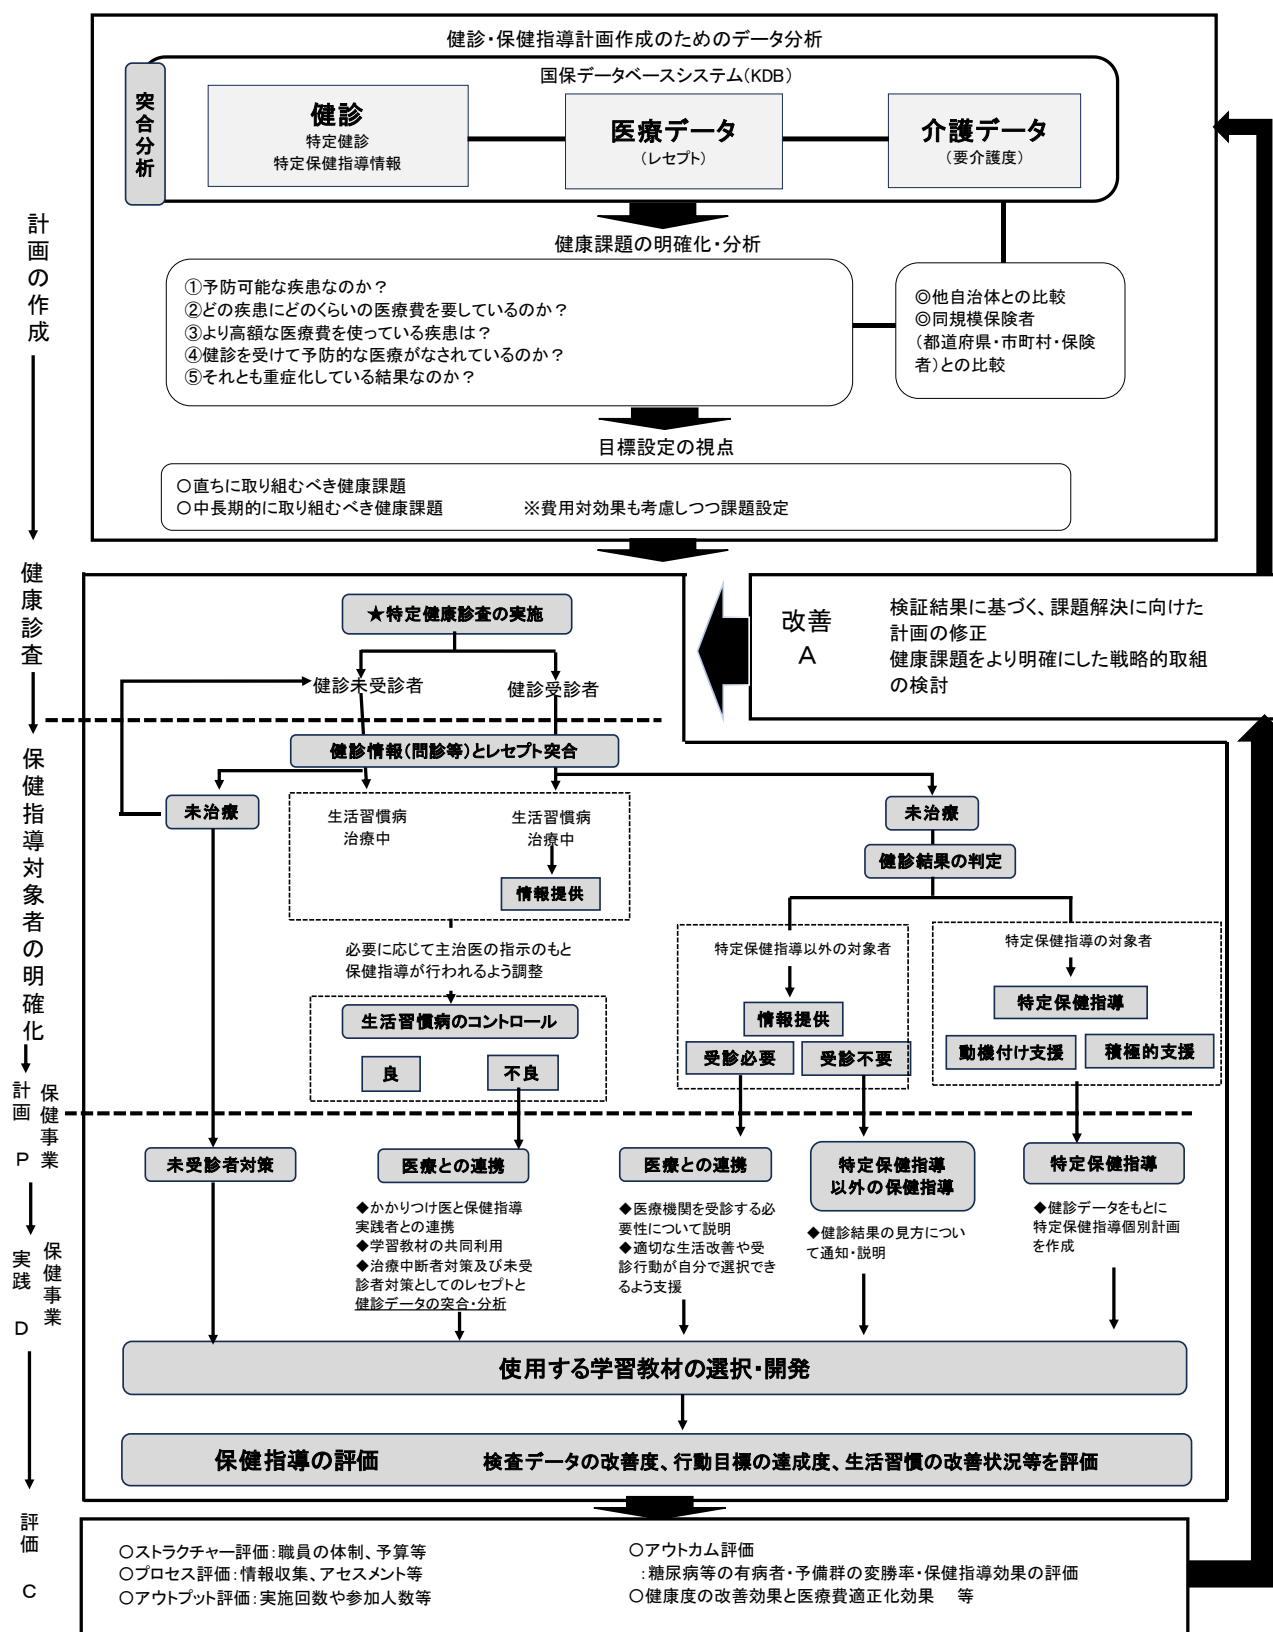 健診・保健指導計画作成のためのデータ分析
国保データベースシステム(KDB)
突合分析
健診
特定健診
特定保健指導情報
医療データ
(レセプト)
介護データ
(要介護度)
健康課題の明確化・分析
①予防可能な疾患なのか？
②どの疾患にどのくらいの医療費を要しているのか？
③より高額な医療費を使っている疾患は？
④健診を受けて予防的な医療がなされているのか？
⑤それとも重症化している結果なのか？
◎他自治体との比較
◎同規模保険者
(都道府県・市町村・保険
者)との比較
目標設定の視点
○直ちに取り組むべき健康課題
○中長期的に取り組むべき健康課題
※費用対効果も考慮しつつ課題設定
計画の作成
健康診査
保健指導対象者の明確化
計画 P
保健事業
実践 D
保健事業
評価 C
改善
A
検証結果に基づく、課題解決に向けた
計画の修正
健康課題をより明確にした戦略的取組
の検討
★特定健康診査の実施
健診未受診者
健診受診者
健診情報(問診等)とレセプト突合
未治療
生活習慣病
治療中
生活習慣病
治療中
情報提供
未治療
健診結果の判定
必要に応じて主治医の指示のもと
保健指導が行われるよう調整
特定保健指導以外の対象者
特定保健指導の対象者
生活習慣病のコントロール
良
不良
情報提供
受診必要
受診不要
特定保健指導
動機付け支援
積極的支援
未受診者対策
医療との連携
◆かかりつけ医と保健指導
実践者との連携
◆学習教材の共同利用
◆治療中断者対策及び未受
診者対策としてのレセプトと
健診データの突合・分析
医療との連携
◆医療機関を受診する必
要性について説明
◆適切な生活改善や受
診行動が自分で選択でき
るよう支援
特定保健指導
以外の保健指導
◆健診結果の見方につい
て通知・説明
特定保健指導
◆健診データをもとに
特定保健指導個別計画
を作成
使用する学習教材の選択・開発
保健指導の評価
検査データの改善度、行動目標の達成度、生活習慣の改善状況等を評価
○ストラクチャー評価：職員の体制、予算等
○プロセス評価：情報収集、アセスメント等
○アウトプット評価：実施回数や参加人数等
○アウトカム評価
：糖尿病等の有病者・予備群の変勝率・保健指導効果の評価
○健康度の改善効果と医療費適正化効果　等